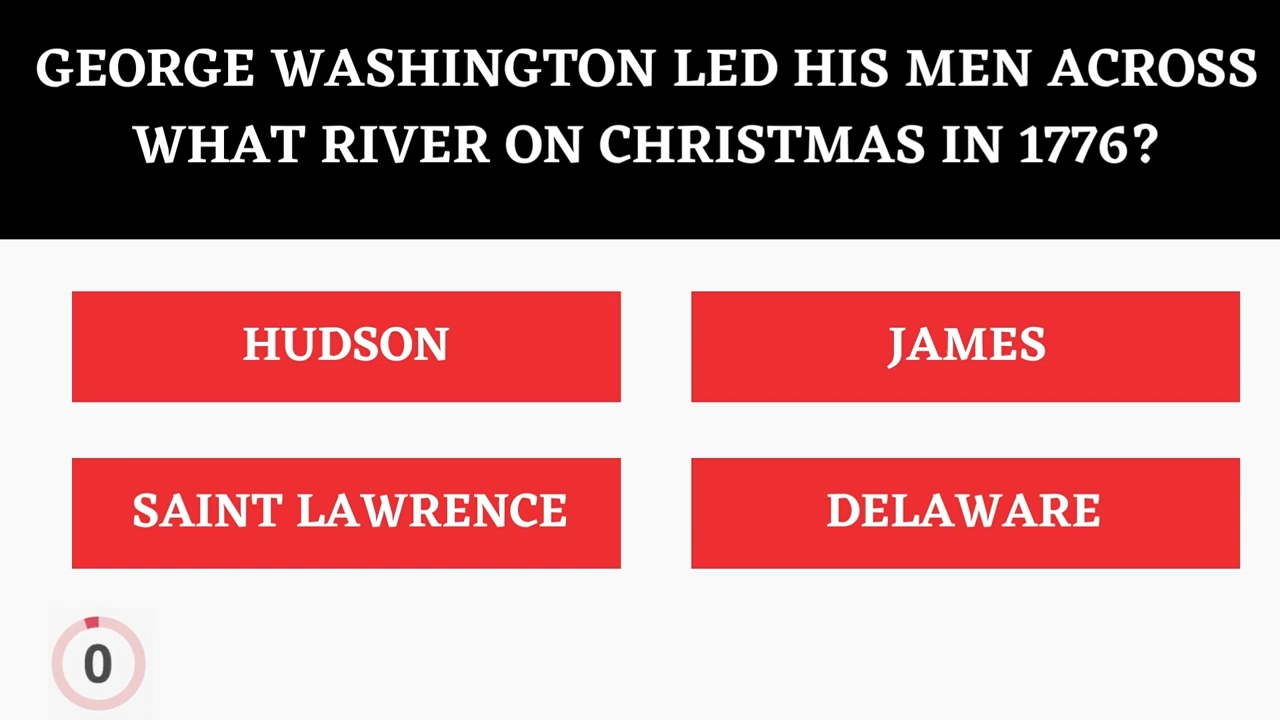 GEORGE WASHINGTON LED HIS MEN ACROSS
WHAT RIVER ON CHRISTMAS IN 1776?
HUDSON
JAMES
SAINT LAWRENCE
DELAWARE
0